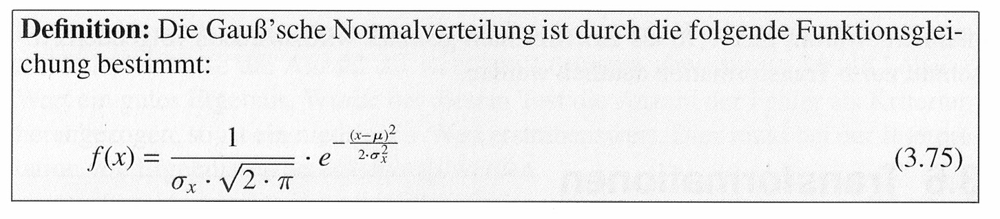 Definition: Die Gauß'sche Normalverteilung ist durch die folgende Funktionsglei-
chung bestimmt:
f(x) = \frac{1}{\sigma_x \cdot \sqrt{2 \cdot \pi}} \cdot e^{-\frac{(x-\mu)^2}{2 \cdot \sigma_x^2}} (3.75)